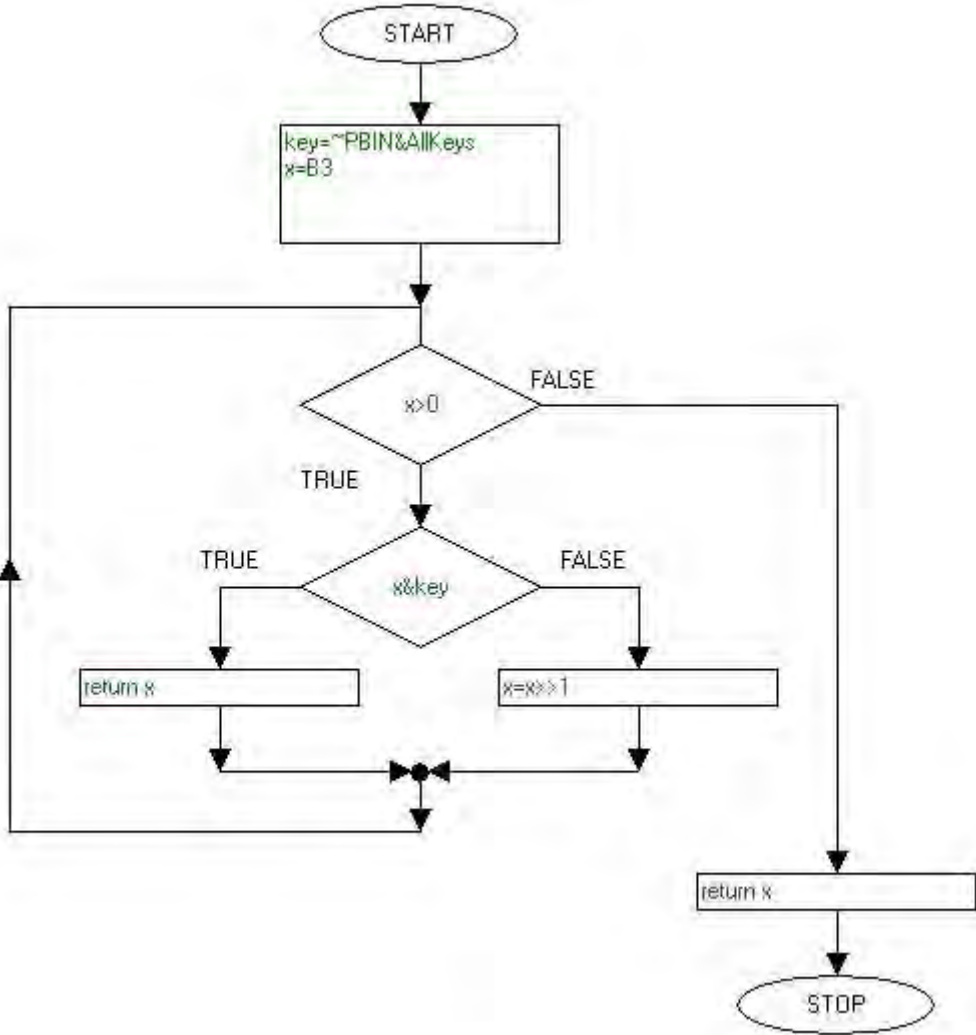 START
key=~PBIN&AllKeys
x=B3
x>0
FALSE
TRUE
TRUE
x&key
FALSE
return x
x=x>>1
return x
STOP